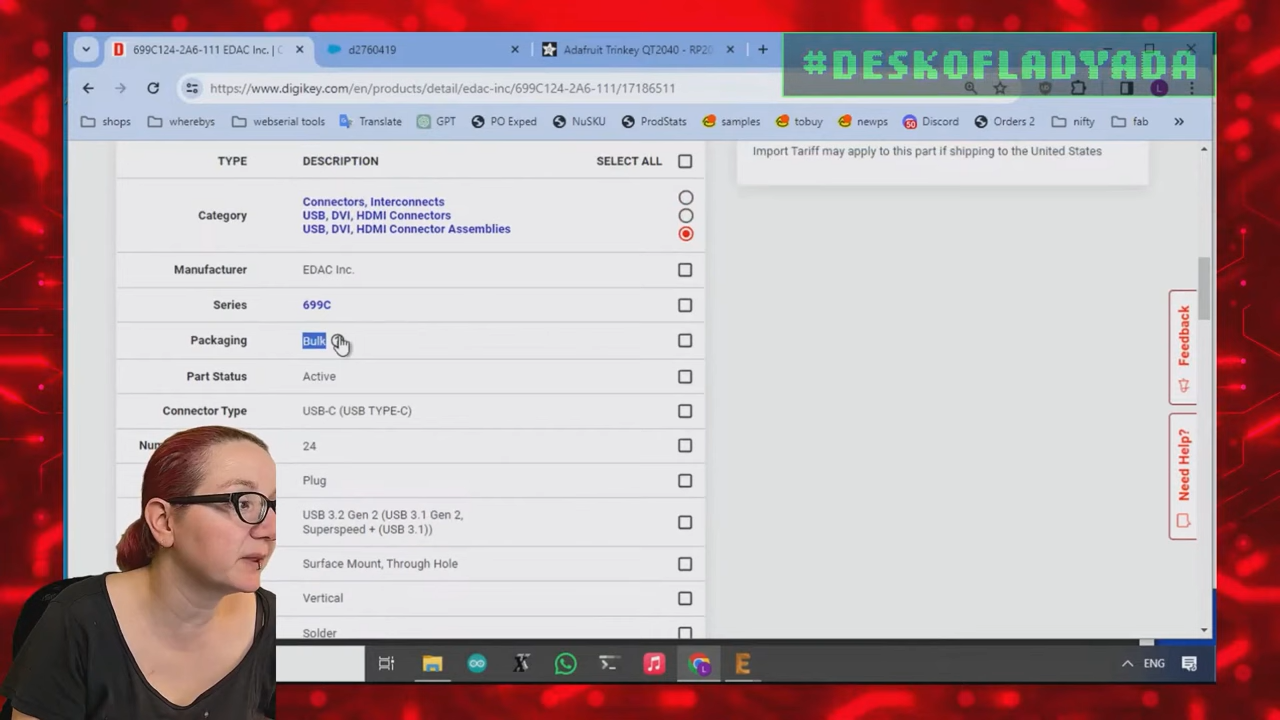 #DESKOFLADYADA
699C124-2A6-111 EDAC Inc. |
d2760419
Adafruit Trinkey QT2040 - RP20
https://www.digikey.com/en/products/detail/edac-inc/699C124-2A6-111/17186511
shops
whereby
webserial tools
Translate
GPT
PO Exped
NuSKU
ProdStats
samples
tobuy
newps
Discord
Orders 2
nifty
fab
TYPE DESCRIPTION SELECT ALL
Category
Connectors, Interconnects
USB, DVI, HDMI Connectors
USB, DVI, HDMI Connector Assemblies
Manufacturer EDAC Inc.
Series 699C
Packaging Bulk
Part Status Active
Connector Type USB-C (USB TYPE-C)
24
Plug
USB 3.2 Gen 2 (USB 3.1 Gen 2,
Superspeed + (USB 3.1))
Surface Mount, Through Hole
Vertical
Solder
Import Tariff may apply to this part if shipping to the United States
Feedback
Need Help?
ENG